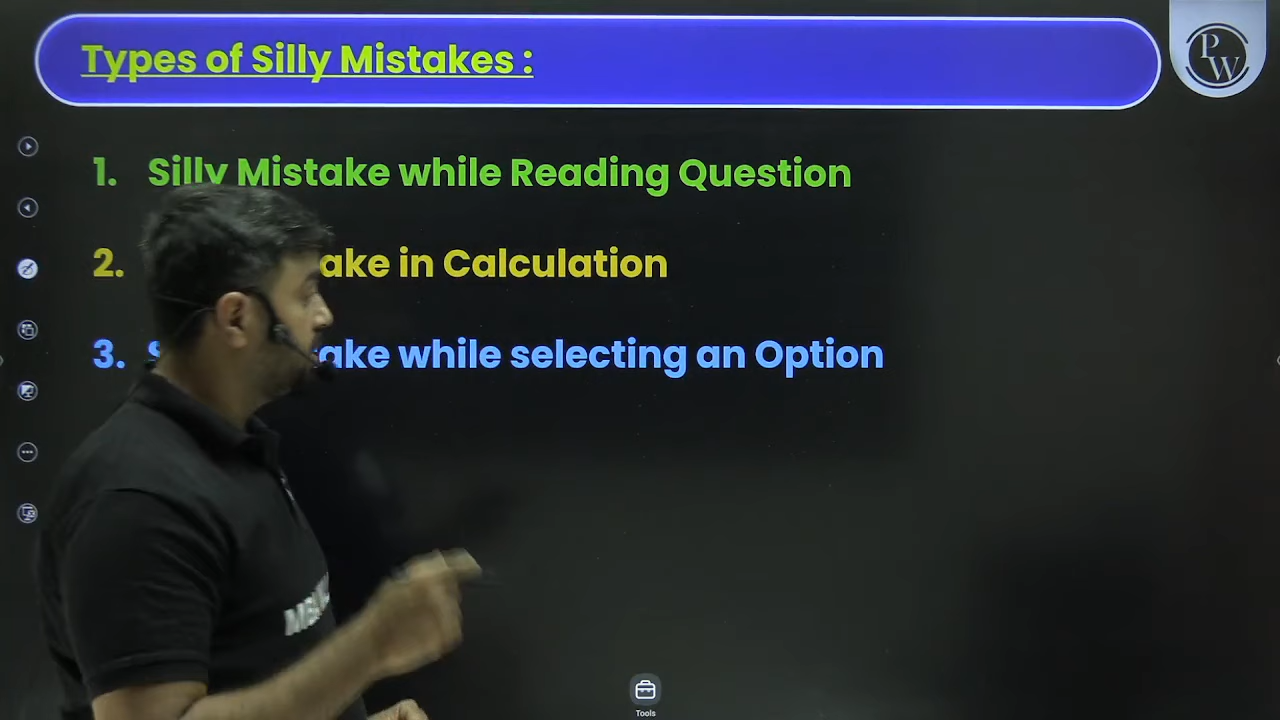 Types of Silly Mistakes :
P W
1. Silly Mistake while Reading Question
2. ake in Calculation
3. S ake while selecting an Option
Tools